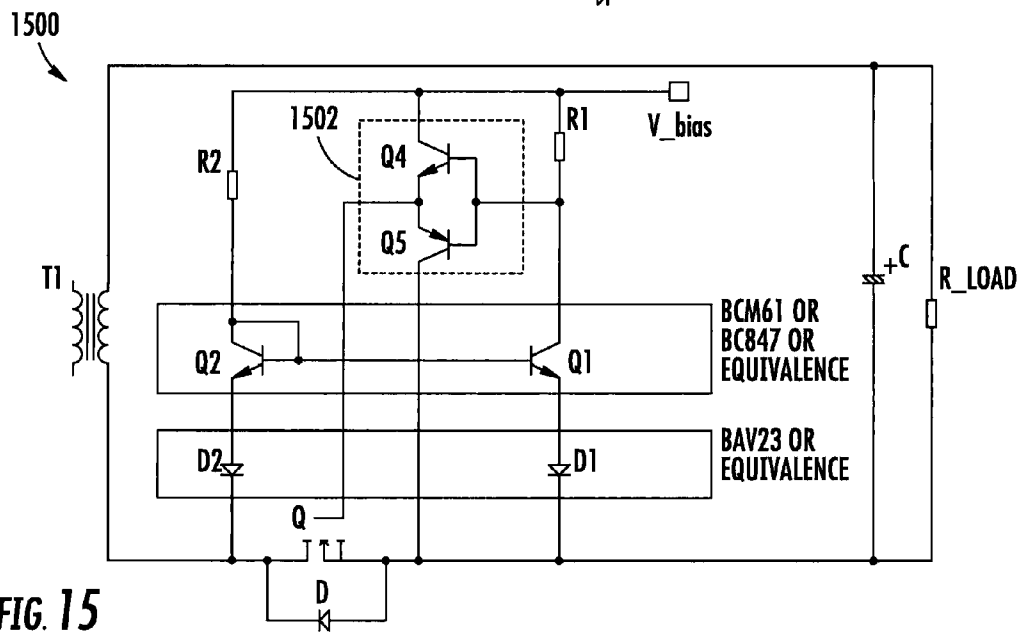 1500
1502
R1
V_bias
Q4
R2
Q5
T1
+C
R_LOAD
BCM61 OR
BC847 OR
EQUIVALENCE
Q2
Q1
BAV23 OR
EQUIVALENCE
D2
D1
Q
D
FIG. 15